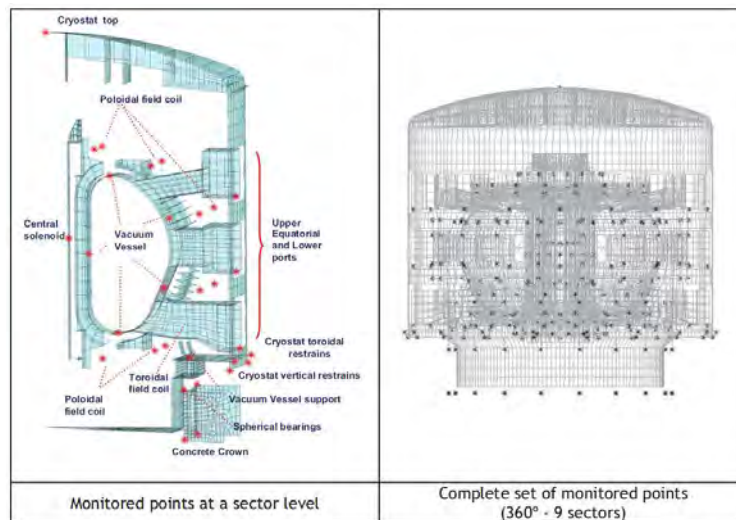 Cryostat top
Poloidal field coil
Central
solenoid
Vacuum
Vessel
Upper
Equatorial
and Lower
ports
Cryostat toroidal
restrains
Cryostat vertical restrains
Poloidal
field coil
Toroidal
field coil
Vacuum Vessel support
Spherical bearings
Concrete Crown
Monitored points at a sector level
Complete set of monitored points
(360º - 9 sectors)